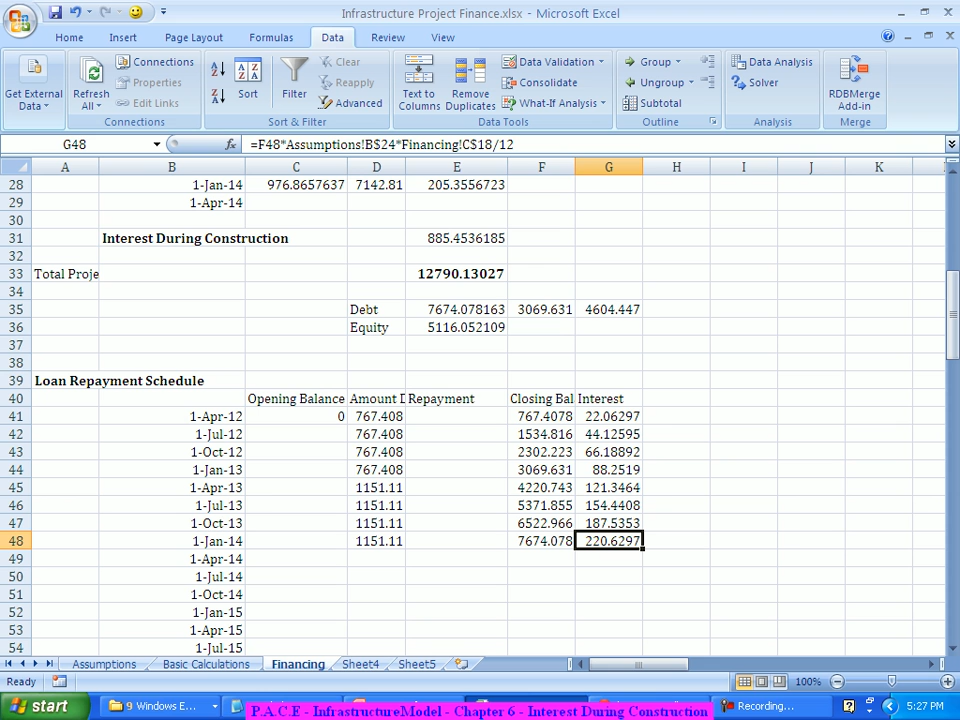 Infrastructure Project Finance.xlsx - Microsoft Excel
Home Insert Page Layout Formulas Data Review View
Get External Data
Refresh All
Connections
Properties
Edit Links
Connections
Sort
Filter
Clear
Reapply
Advanced
Sort & Filter
Text to Columns
Remove Duplicates
Data Validation
Consolidate
What-If Analysis
Data Tools
Group
Ungroup
Subtotal
Outline
Data Analysis
Solver
Analysis
RDBMerge Add-in
Merge
G48 fx =F48*Assumptions!B$24*Financing!C$18/12
A B C D E F G H I J K
28 1-Jan-14 976.8657637 7142.81 205.3556723
29 1-Apr-14
30
31 Interest During Construction 885.4536185
32
33 Total Proje 12790.13027
34
35 Debt 7674.078163 3069.631 4604.447
36 Equity 5116.052109
37
38
39 Loan Repayment Schedule
40 Opening Balance Amount D Repayment Closing Bal Interest
41 1-Apr-12 0 767.408 767.4078 22.06297
42 1-Jul-12 767.408 1534.816 44.12595
43 1-Oct-12 767.408 2302.223 66.18892
44 1-Jan-13 767.408 3069.631 88.2519
45 1-Apr-13 1151.11 4220.743 121.3464
46 1-Jul-13 1151.11 5371.855 154.4408
47 1-Oct-13 1151.11 6522.966 187.5353
48 1-Jan-14 1151.11 7674.078 220.6297
49 1-Apr-14
50 1-Jul-14
51 1-Oct-14
52 1-Jan-15
53 1-Apr-15
54 1-Jul-15
Assumptions Basic Calculations Financing Sheet4 Sheet5
Ready 100%
start 9 Windows E... Recording... 5:27 PM
P.A.C.E - InfrastructureModel - Chapter 6 - Interest During Construction